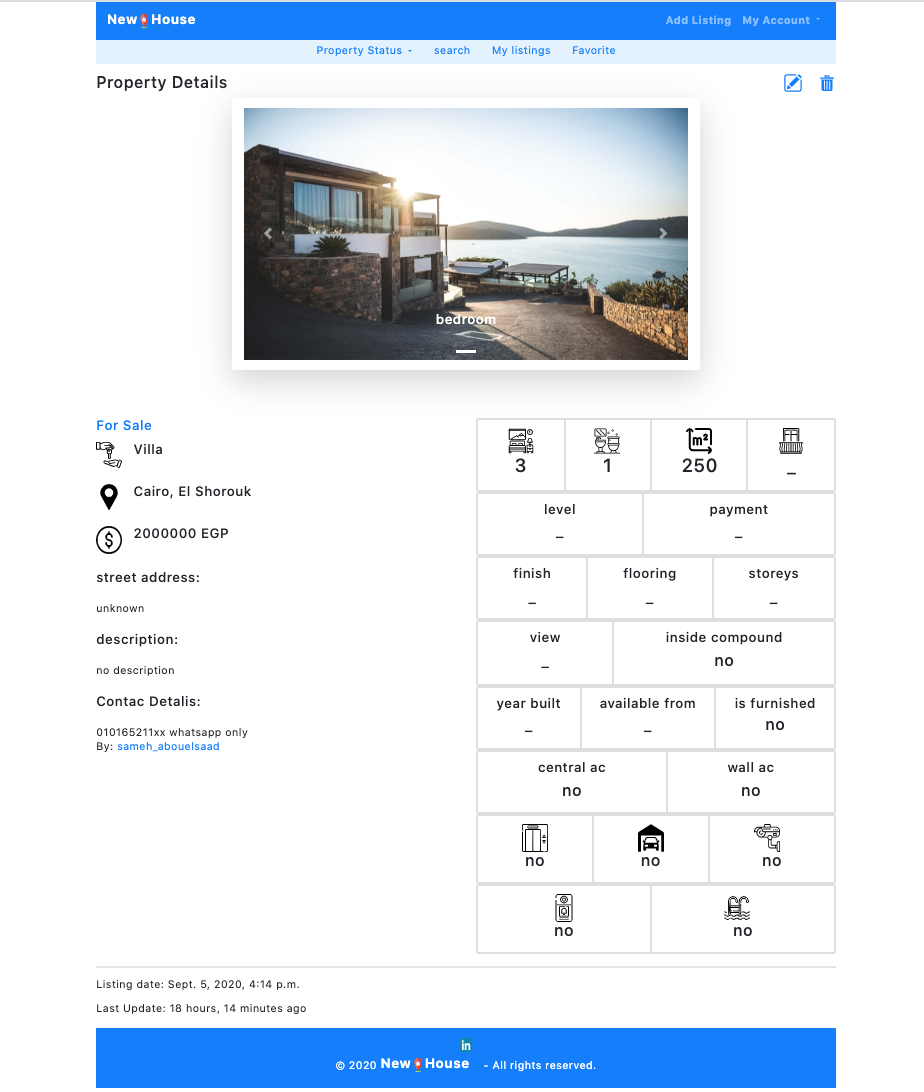 New House
Add Listing My Account
Property Status search My listings Favorite
Property Details
bedroom
For Sale
Villa
Cairo, El Shorouk
2000000 EGP
street address:
unknown
description:
no description
Contac Detalis:
010165211xx whatsapp only
By: sameh_abouelsaad
3 1 m² 250 –
level payment
– –
finish flooring storeys
– – –
view inside compound
– no
year built available from is furnished
– – no
central ac wall ac
no no
no no no
no no
Listing date: Sept. 5, 2020, 4:14 p.m.
Last Update: 18 hours, 14 minutes ago
in
© 2020 New House - All rights reserved.